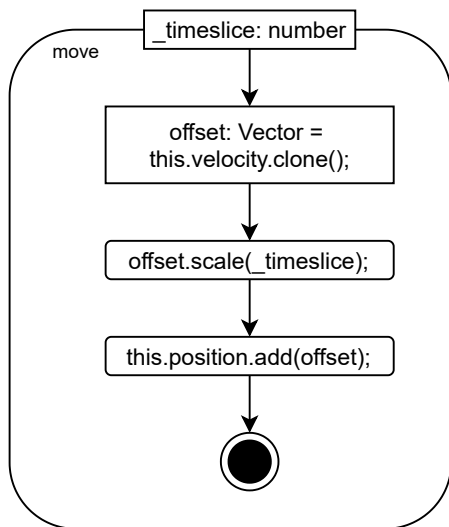 _timeslice: number
move
offset: Vector =
this.velocity.clone();
offset.scale(_timeslice);
this.position.add(offset);